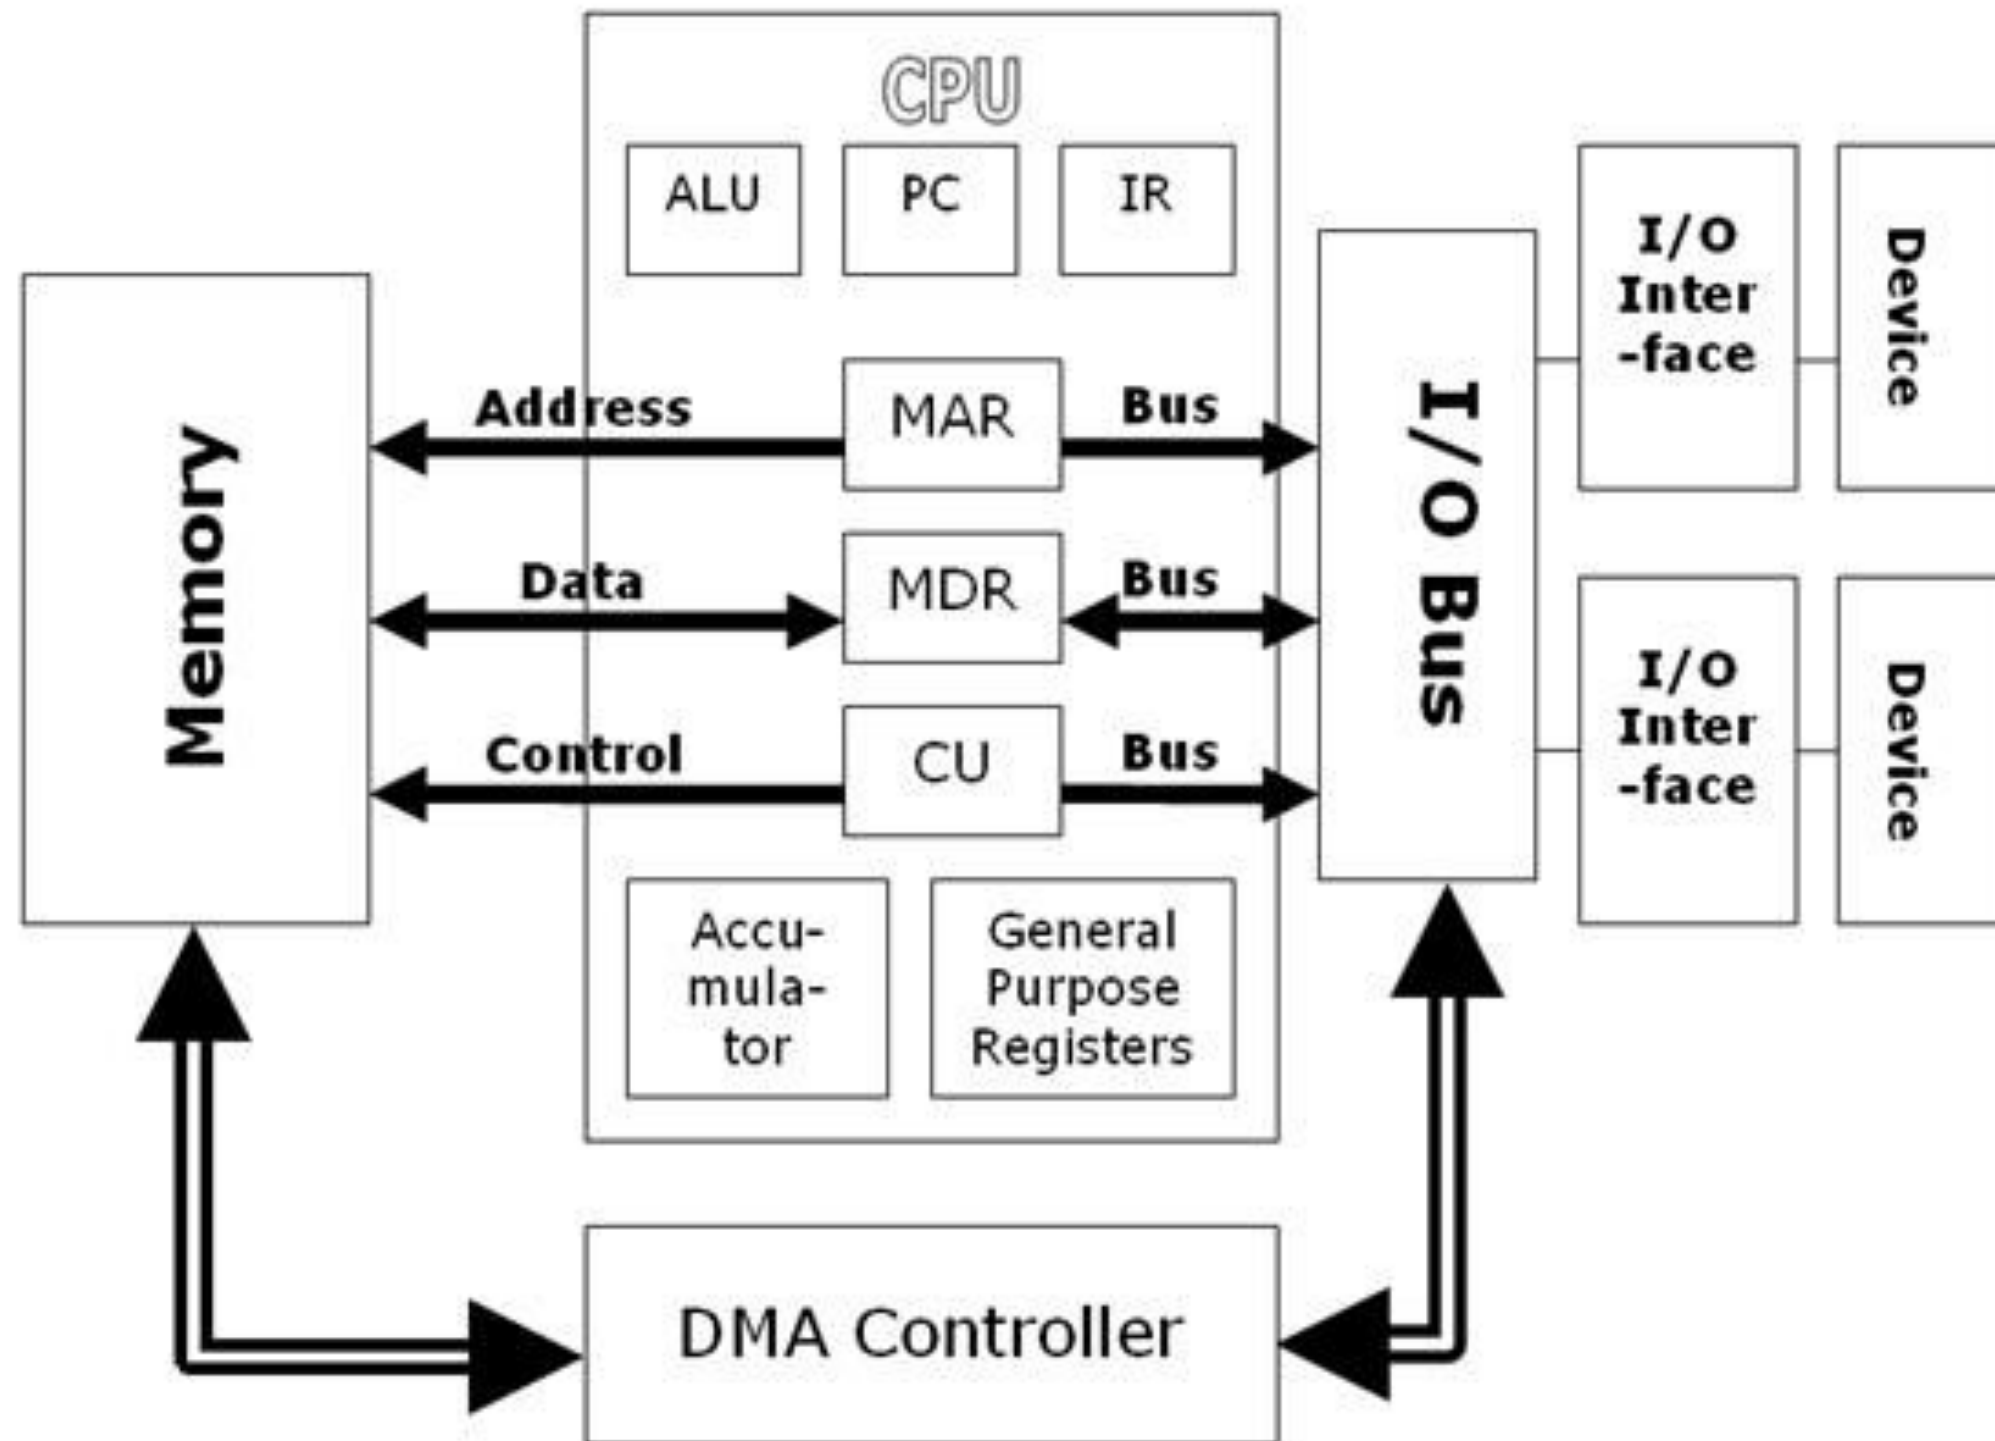 CPU
ALU
PC
IR
Memory
Address
MAR
Bus
Data
MDR
Bus
Control
CU
Bus
Accu-
mula-
tor
General
Purpose
Registers
I/O Bus
I/O
Inter
-face
Device
I/O
Inter
-face
Device
DMA Controller